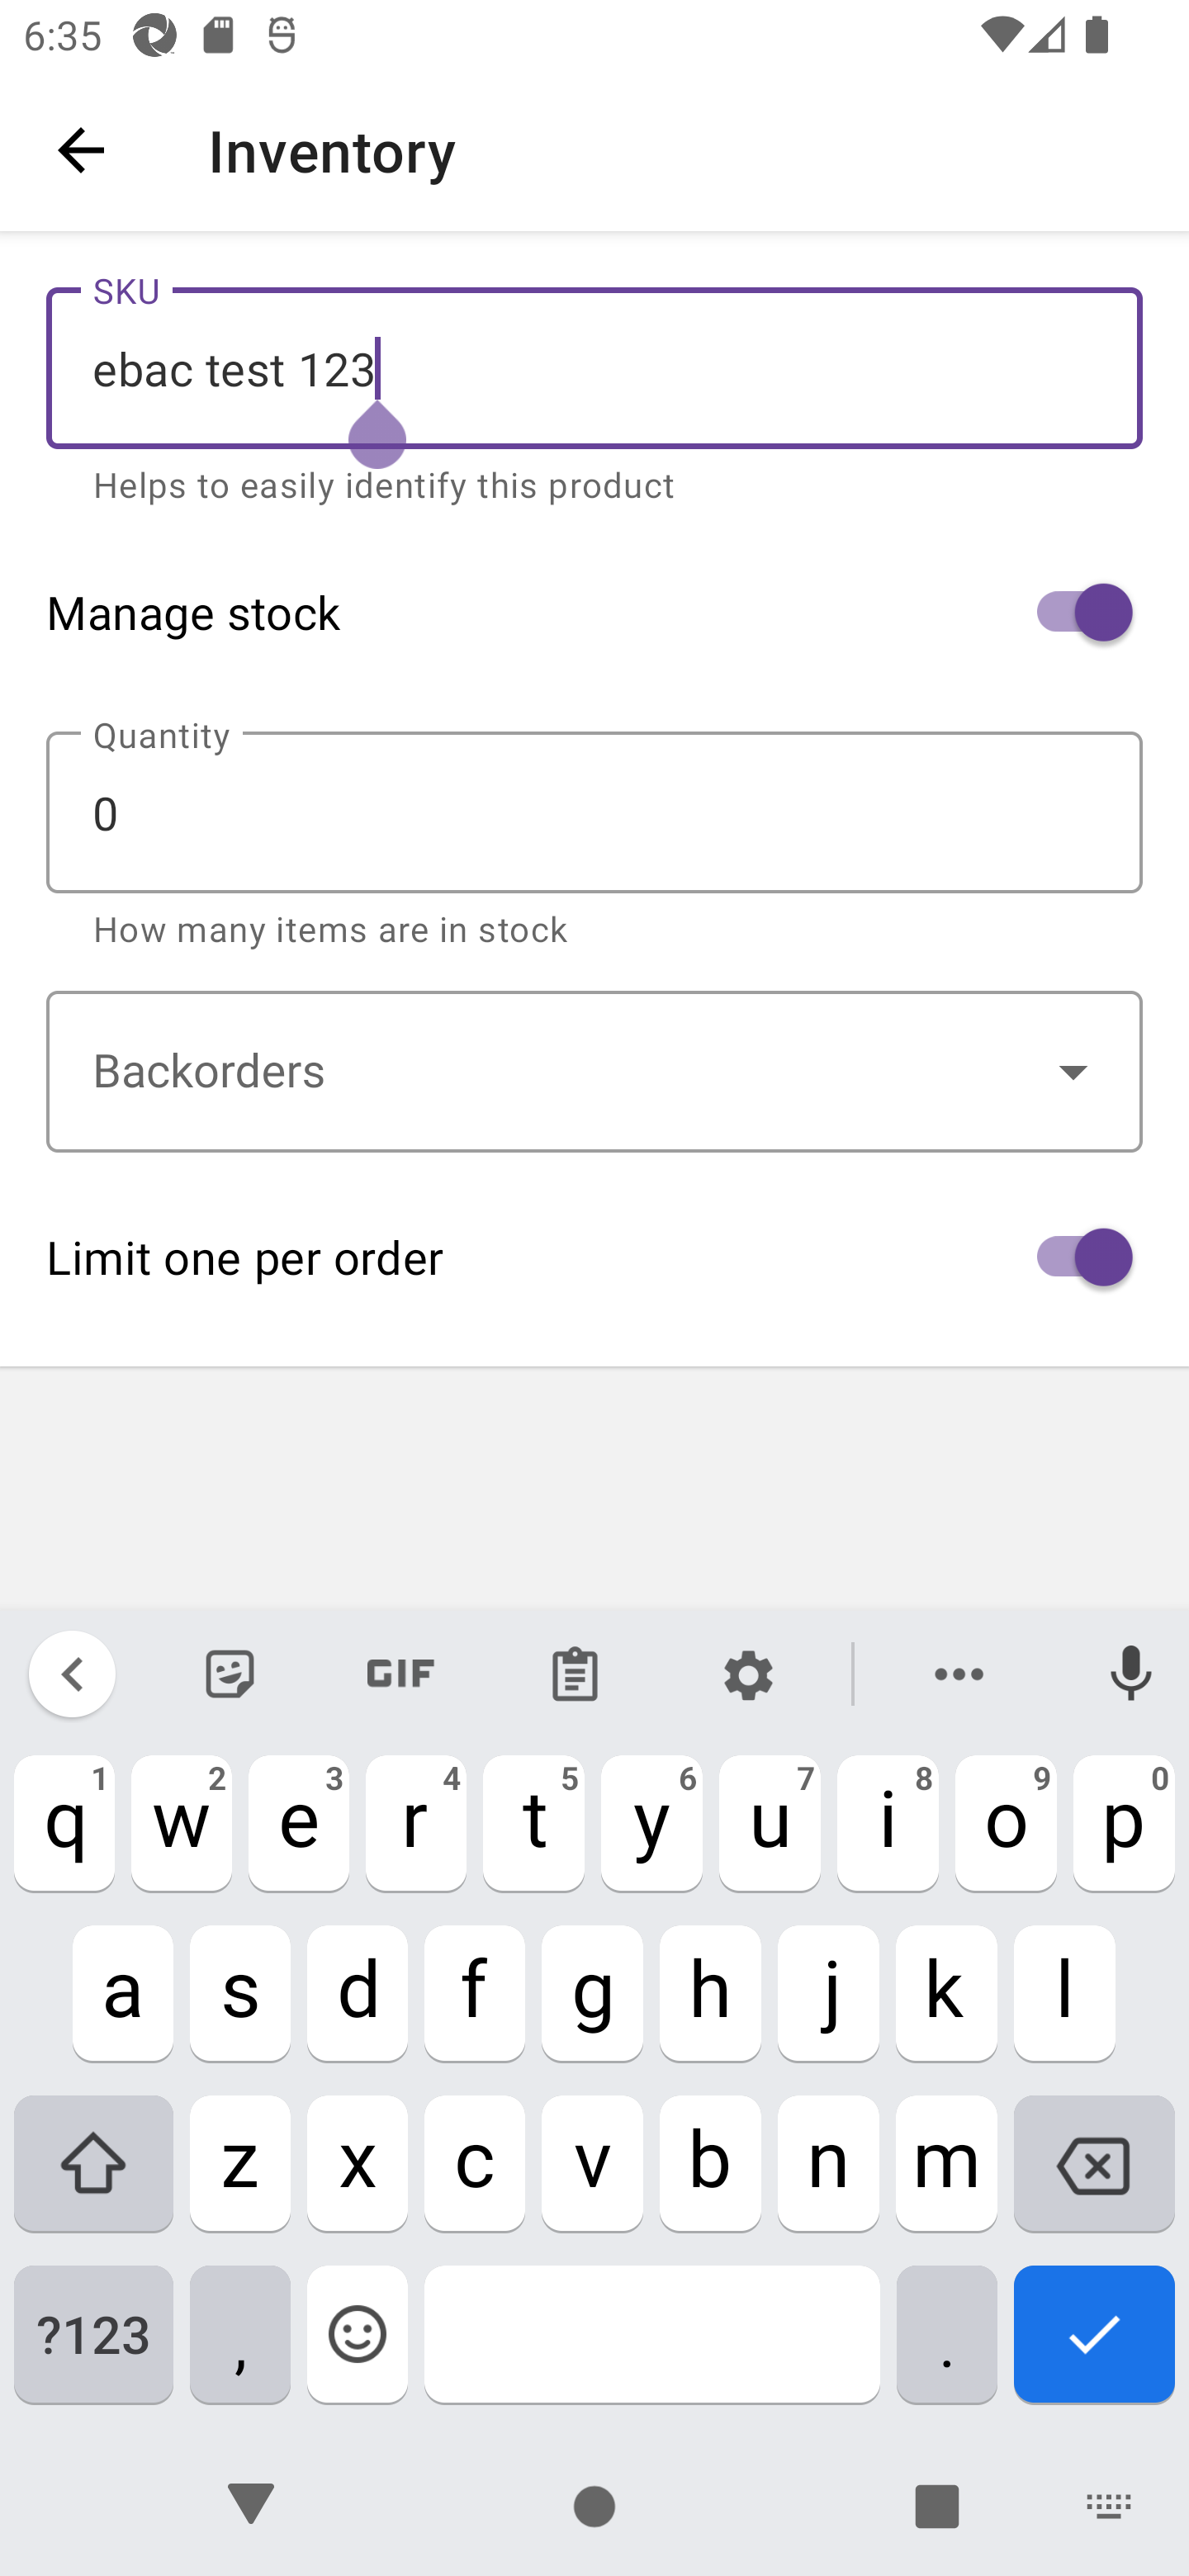 6:35
Inventory
SKU
ebac test 123
Helps to easily identify this product
Manage stock
Quantity
0
How many items are in stock
Backorders
Limit one per order
GIF
q 1 w 2 e 3 r 4 t 5 y 6 u 7 i 8 o 9 p 0
a s d f g h j k l
z x c v b n m
?123 , .